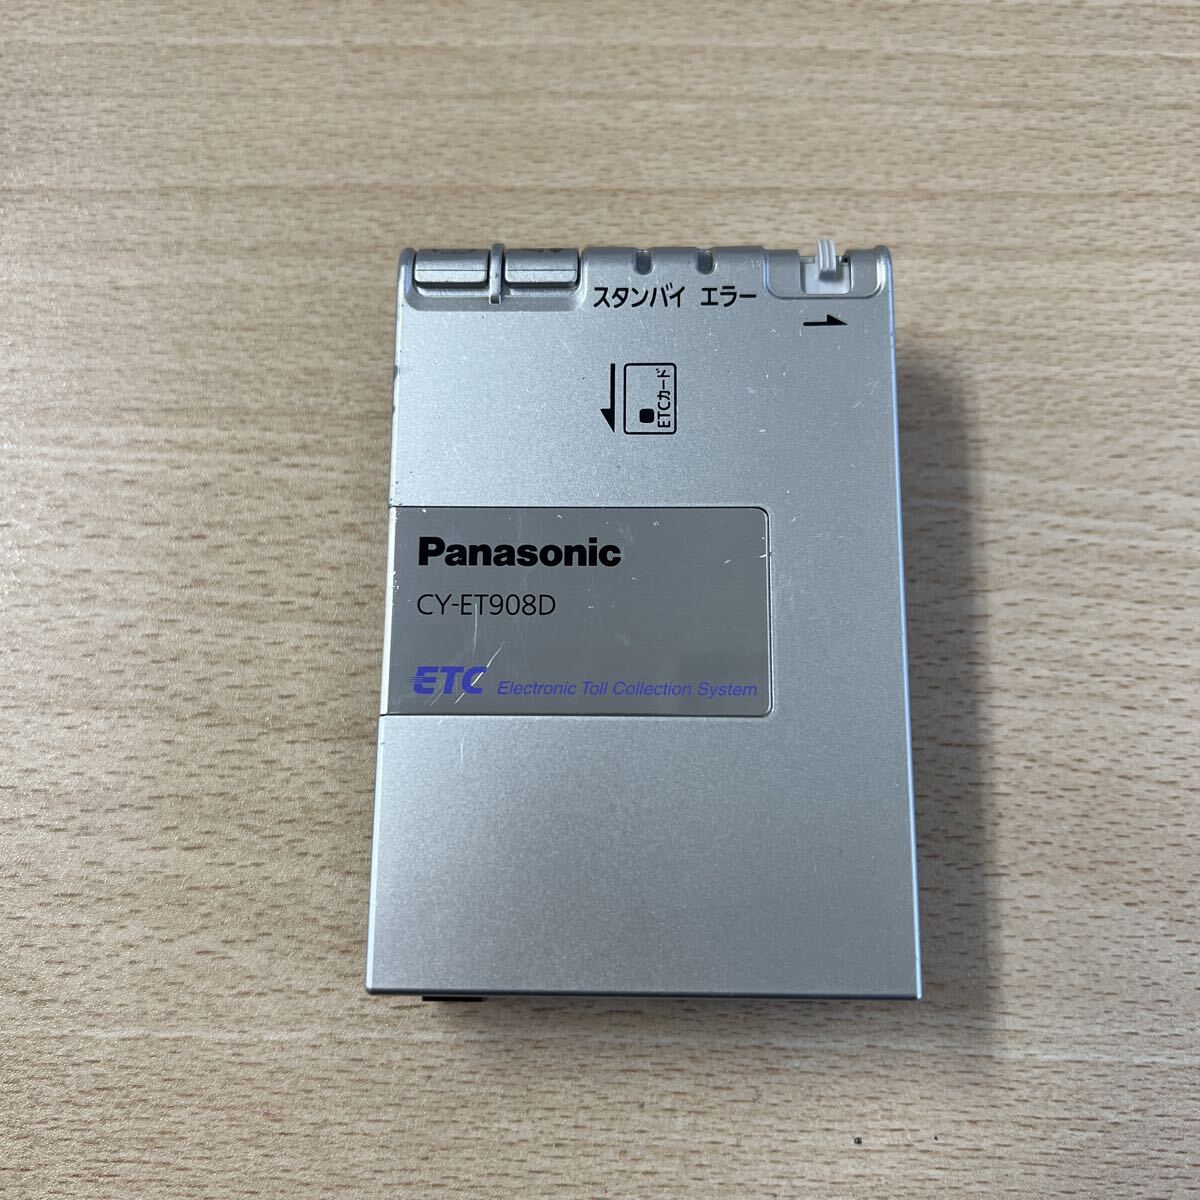 スタンバイ エラー
ETCカード
Panasonic
CY-ET908D
ETC Electronic Toll Collection System